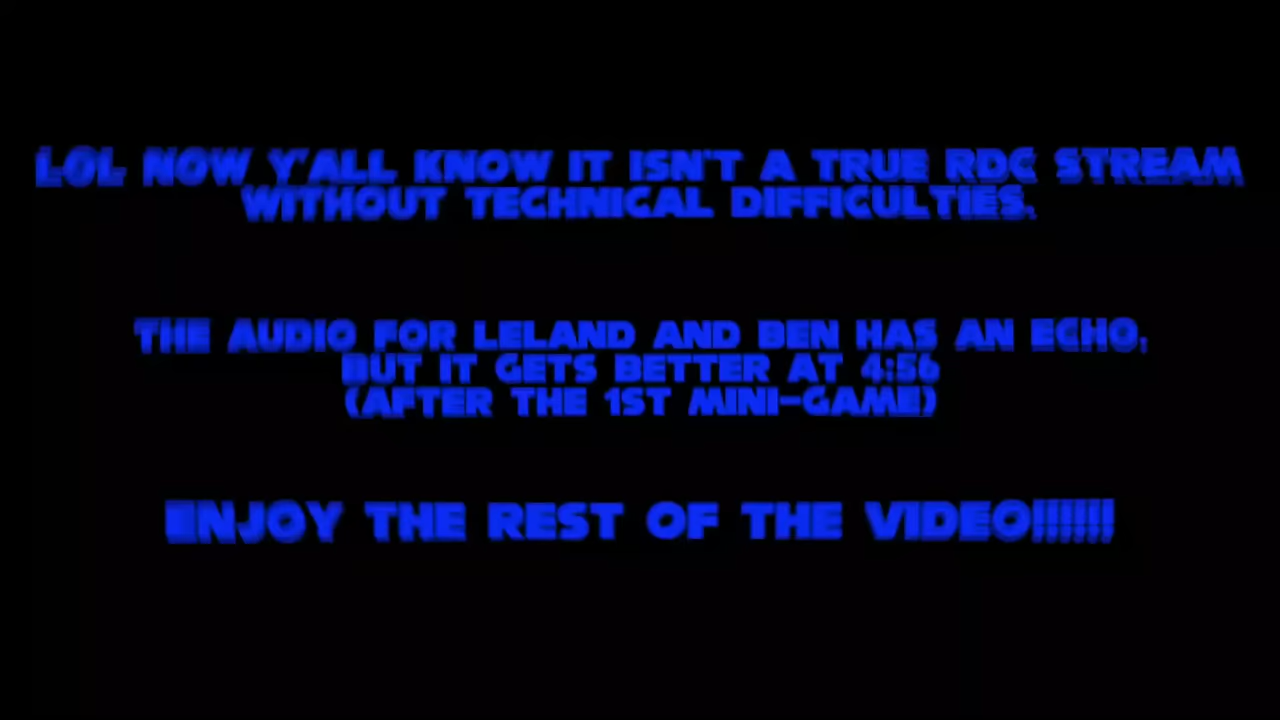 LOL NOW Y'ALL KNOW IT ISN'T A TRUE RDC STREAM
WITHOUT TECHNICAL DIFFICULTIES.
THE AUDIO FOR LELAND AND BEN HAS AN ECHO,
BUT IT GETS BETTER AT 4:56
(AFTER THE 1ST MINI-GAME)
ENJOY THE REST OF THE VIDEO!!!!!!